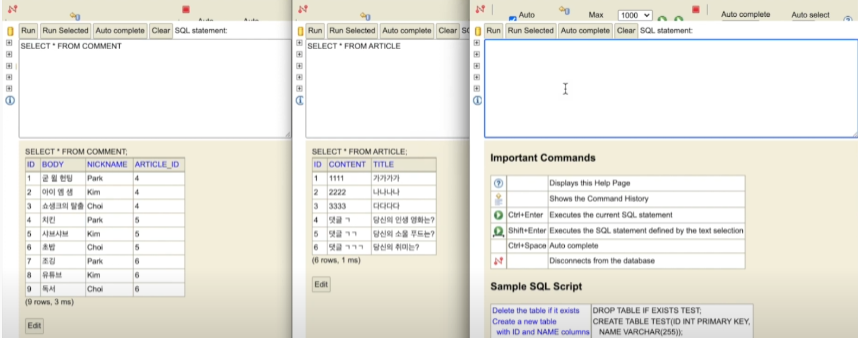 Auto
Max
1000
Auto complete
Auto select
Run
Run Selected
Auto complete
Clear
SQL statement:
SELECT * FROM COMMENT
SELECT * FROM COMMENT;
ID BODY NICKNAME ARTICLE_ID
1 굳 윌 헌팅 Park 4
2 아이 엠 샘 Kim 4
3 쇼생크의 탈출 Choi 4
4 치킨 Park 5
5 샤브샤브 Kim 5
6 초밥 Choi 5
7 조깅 Park 6
8 유튜브 Kim 6
9 독서 Choi 6
(9 rows, 3 ms)
Edit
Run
Run Selected
Auto complete
Clear
SELECT * FROM ARTICLE
SELECT * FROM ARTICLE;
ID CONTENT TITLE
1 1111 가가가가
2 2222 나나나나
3 3333 다다다다
4 댓글 ㄱ 당신의 인생 영화는?
5 댓글 ㄱㄱ 당신의 소울 푸드는?
6 댓글 ㄱㄱㄱ 당신의 취미는?
(6 rows, 1 ms)
Edit
Run
Run Selected
Auto complete
Clear
SQL statement:
Important Commands
Displays this Help Page
Shows the Command History
Ctrl+Enter Executes the current SQL statement
Shift+Enter Executes the SQL statement defined by the text selection
Ctrl+Space Auto complete
Disconnects from the database
Sample SQL Script
Delete the table if it exists DROP TABLE IF EXISTS TEST;
Create a new table CREATE TABLE TEST(ID INT PRIMARY KEY,
with ID and NAME columns NAME VARCHAR(255));